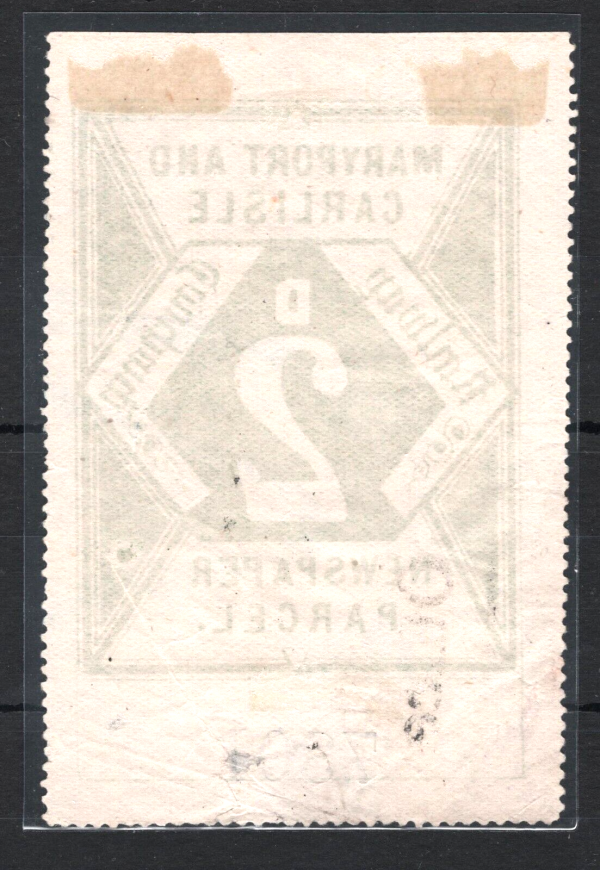 MARYPORT AND
CARLISLE
Railway
Company
D
2
NEWSPAPER
PARCEL.